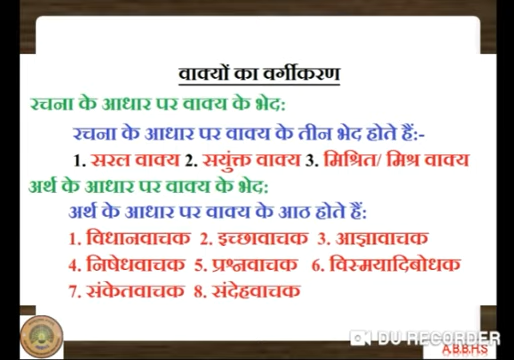 वाक्यों का वर्गीकरण
रचना के आधार पर वाक्य के भेद:
रचना के आधार पर वाक्य के तीन भेद होते हैं:-
1. सरल वाक्य 2. सयुंक्त वाक्य 3. मिश्रित/ मिश्र वाक्य
अर्थ के आधार पर वाक्य के भेद:
अर्थ के आधार पर वाक्य के आठ होते हैं:
1. विधानवाचक 2. इच्छावाचक 3. आज्ञावाचक
4. निषेधवाचक 5. प्रश्नवाचक 6. विस्मयादिबोधक
7. संकेतवाचक 8. संदेहवाचक
DU RECORDER
A.B.B.H.S